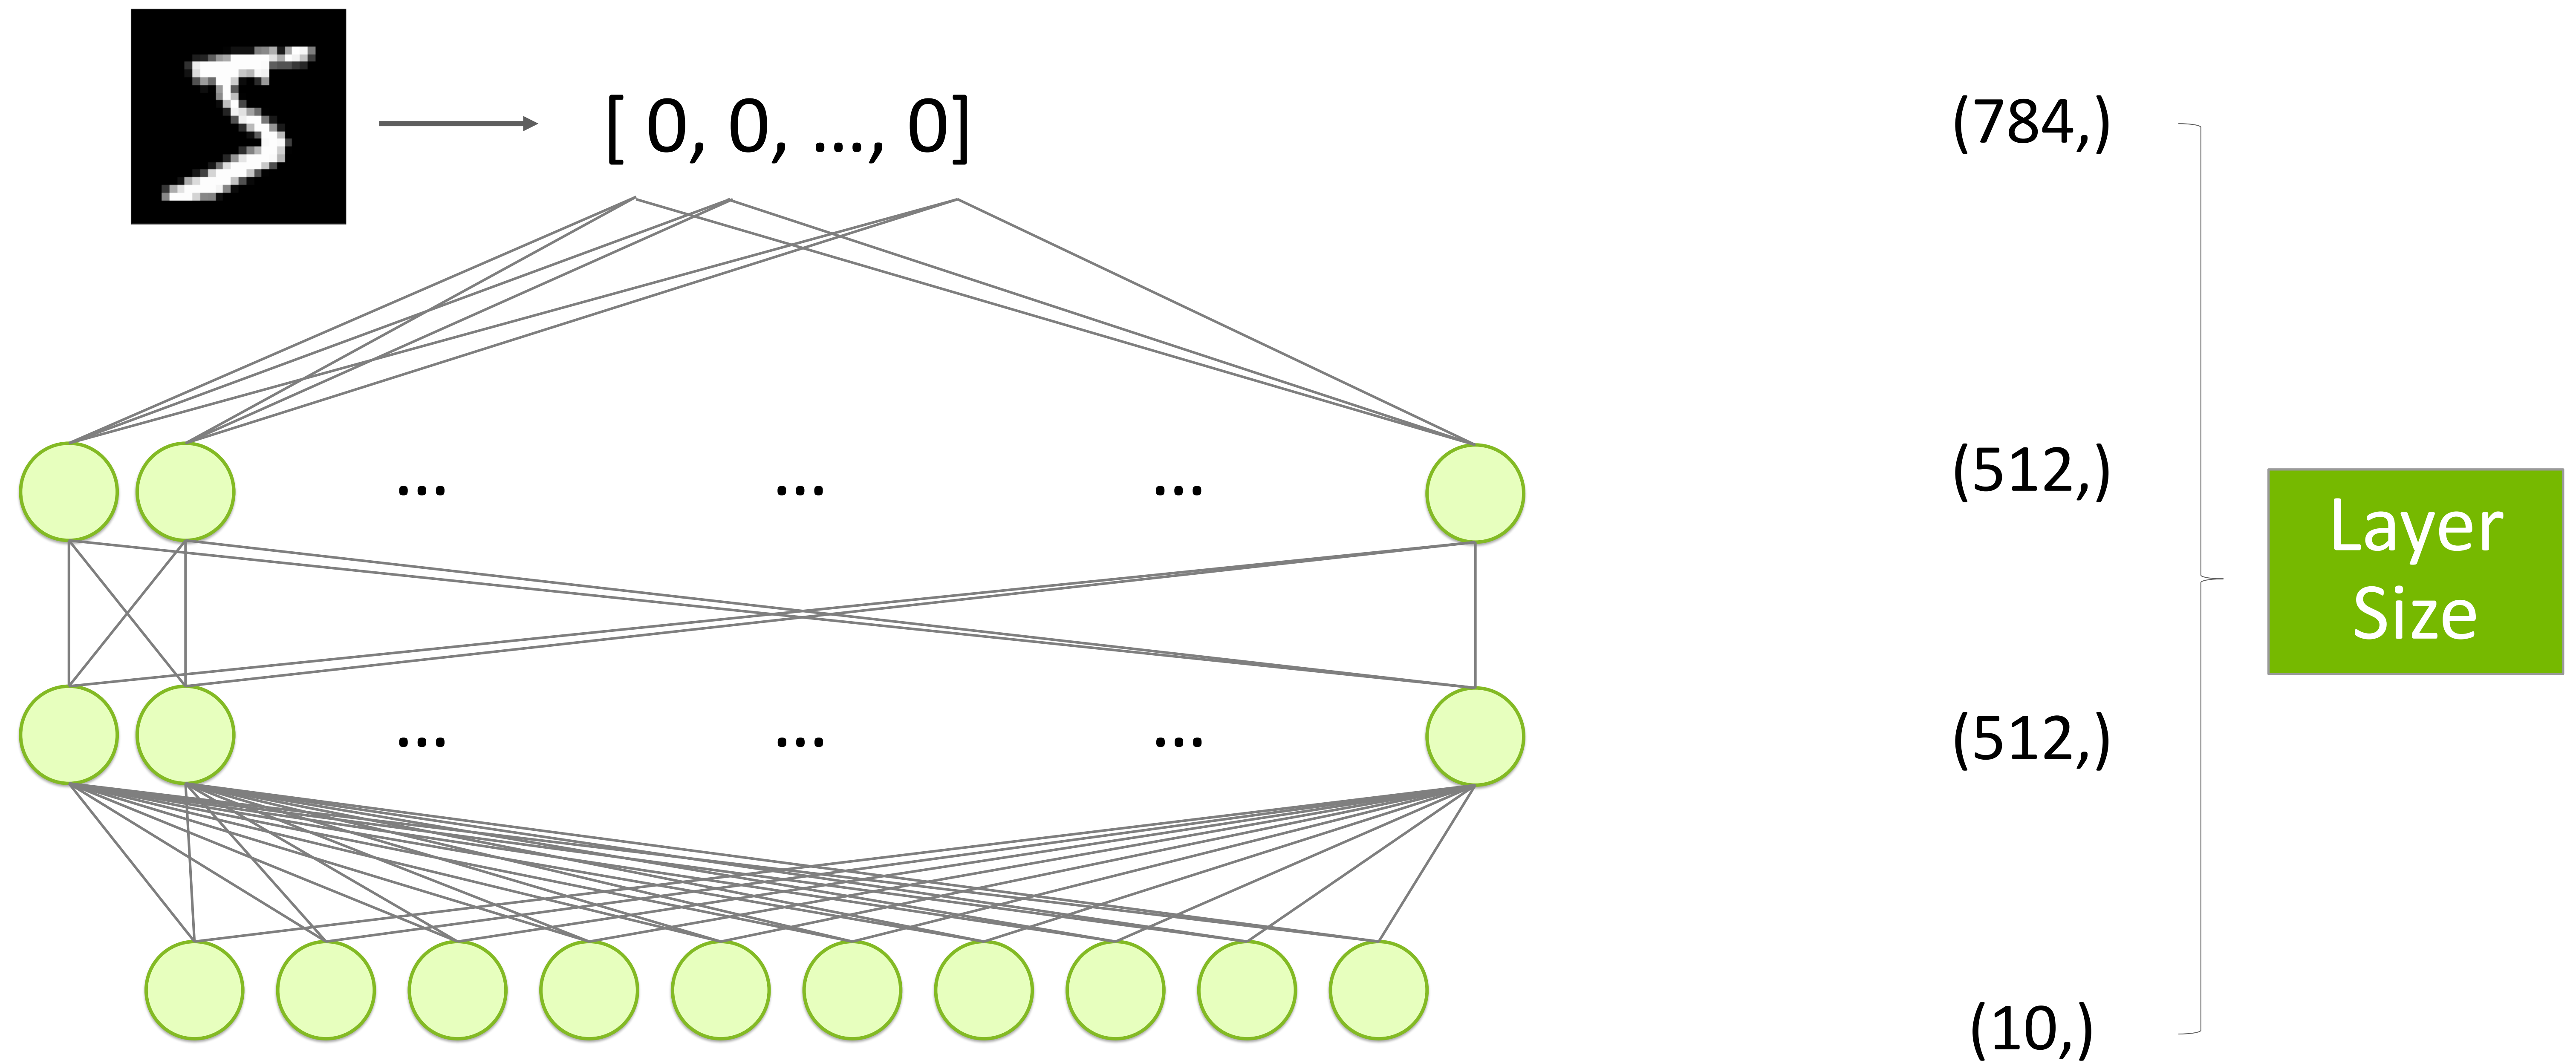 [ 0, 0, ..., 0]
(784,)
... ... ...
(512,)
Layer
Size
... ... ...
(512,)
(10,)